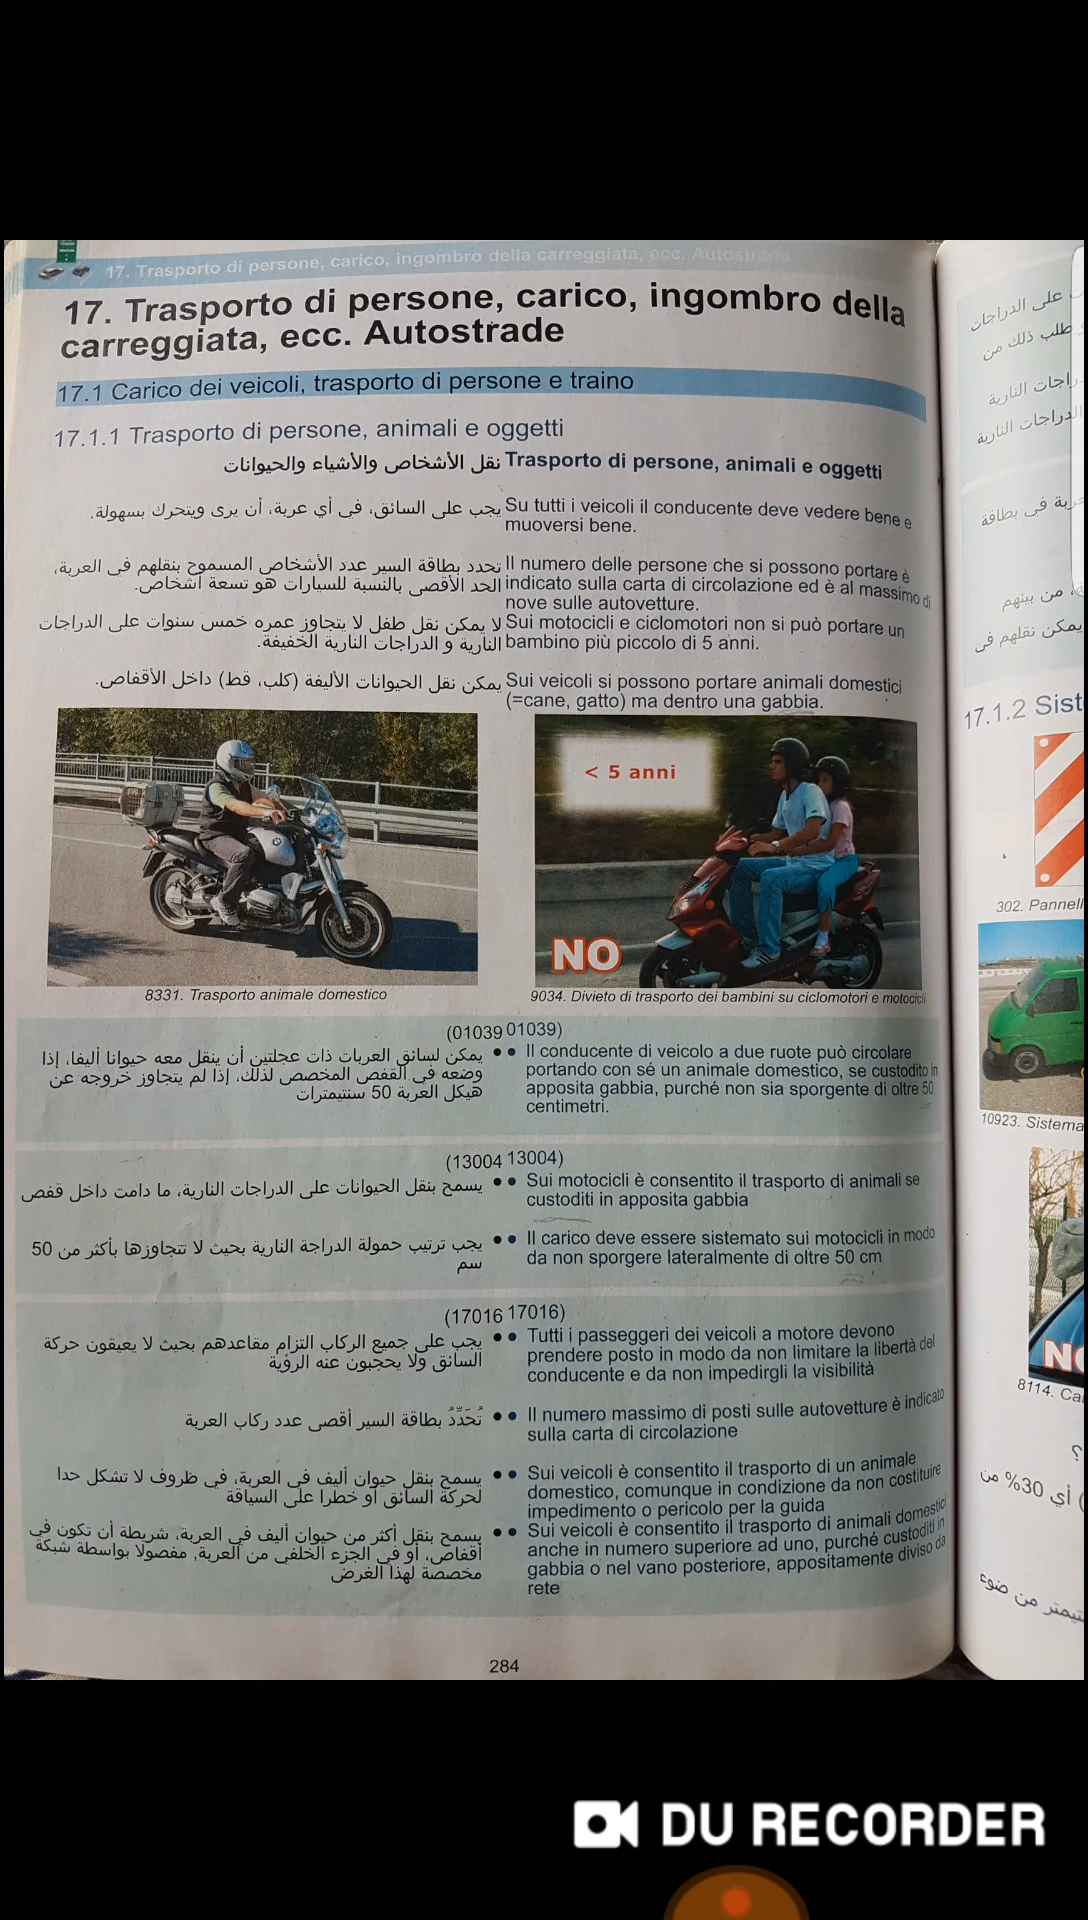 17. Trasporto di persone, carico, ingombro della carreggiata, ecc. Autostrade
17. Trasporto di persone, carico, ingombro della
carreggiata, ecc. Autostrade
17.1 Carico dei veicoli, trasporto di persone e traino
17.1.1 Trasporto di persone, animali e oggetti
Trasporto di persone, animali e oggetti
نقل الأشخاص والأشياء والحيوانات
Su tutti i veicoli il conducente deve vedere bene e
muoversi bene.
يجب على السائق، في أي عربة، أن يرى ويتحرك بسهولة.
Il numero delle persone che si possono portare è
indicato sulla carta di circolazione ed è al massimo di
nove sulle autovetture.
تحدد بطاقة السير عدد الأشخاص المسموح بنقلهم في العربة،
الحد الأقصى بالنسبة للسيارات هو تسعة أشخاص.
Sui motocicli e ciclomotori non si può portare un
bambino più piccolo di 5 anni.
لا يمكن نقل طفل لا يتجاوز عمره خمس سنوات على الدراجات
النارية و الدراجات النارية الخفيفة.
Sui veicoli si possono portare animali domestici
(=cane, gatto) ma dentro una gabbia.
يمكن نقل الحيوانات الأليفة (كلب، قط) داخل الأقفاص.
< 5 anni
NO
8331. Trasporto animale domestico
9034. Divieto di trasporto dei bambini su ciclomotori e motocicli
(01039 01039)
• Il conducente di veicolo a due ruote può circolare
portando con sé un animale domestico, se custodito in
apposita gabbia, purché non sia sporgente di oltre 50
centimetri.
• يمكن لسائق العربات ذات عجلتين أن ينقل معه حيوانا أليفا، إذا
وضعه في القفص المخصص لذلك، إذا لم يتجاوز خروجه عن
هيكل العربة 50 سنتيمترات
(13004 13004)
• Sui motocicli è consentito il trasporto di animali se
custoditi in apposita gabbia
• يسمح بنقل الحيوانات على الدراجات النارية، ما دامت داخل قفص
• Il carico deve essere sistemato sui motocicli in modo
da non sporgere lateralmente di oltre 50 cm
• يجب ترتيب حمولة الدراجة النارية بحيث لا تتجاوزها بأكثر من 50
سم
(17016 17016)
• Tutti i passeggeri dei veicoli a motore devono
prendere posto in modo da non limitare la libertà del
conducente e da non impedirgli la visibilità
• يجب على جميع الركاب التزام مقاعدهم بحيث لا يعيقون حركة
السائق ولا يحجبون عنه الرؤية
• Il numero massimo di posti sulle autovetture è indicato
sulla carta di circolazione
• تُحَدِّدُ بطاقة السير أقصى عدد ركاب العربة
• Sui veicoli è consentito il trasporto di un animale
domestico, comunque in condizione da non costituire
impedimento o pericolo per la guida
• يسمح بنقل حيوان أليف في العربة، في ظروف لا تشكل حدا
لحركة السائق أو خطرا على السياقة
• Sui veicoli è consentito il trasporto di animali domestici
anche in numero superiore ad uno, purché custoditi in
gabbia o nel vano posteriore, appositamente diviso da
rete
• يسمح بنقل أكثر من حيوان أليف في العربة، شريطة أن تكون في
أقفاص، أو في الجزء الخلفي من العربة، مفصولا بواسطة شبكة
مخصصة لهذا الغرض
284
على الدراجات
طلب ذلك من
النارية
الدراجات النارية
في بطاقة
من بينهم
يمكن نقلهم في
17.1.2 Sist
302. Pannell
10923. Sistema
8114. Ca
؟
أي 30% من
من ضوء
DU RECORDER